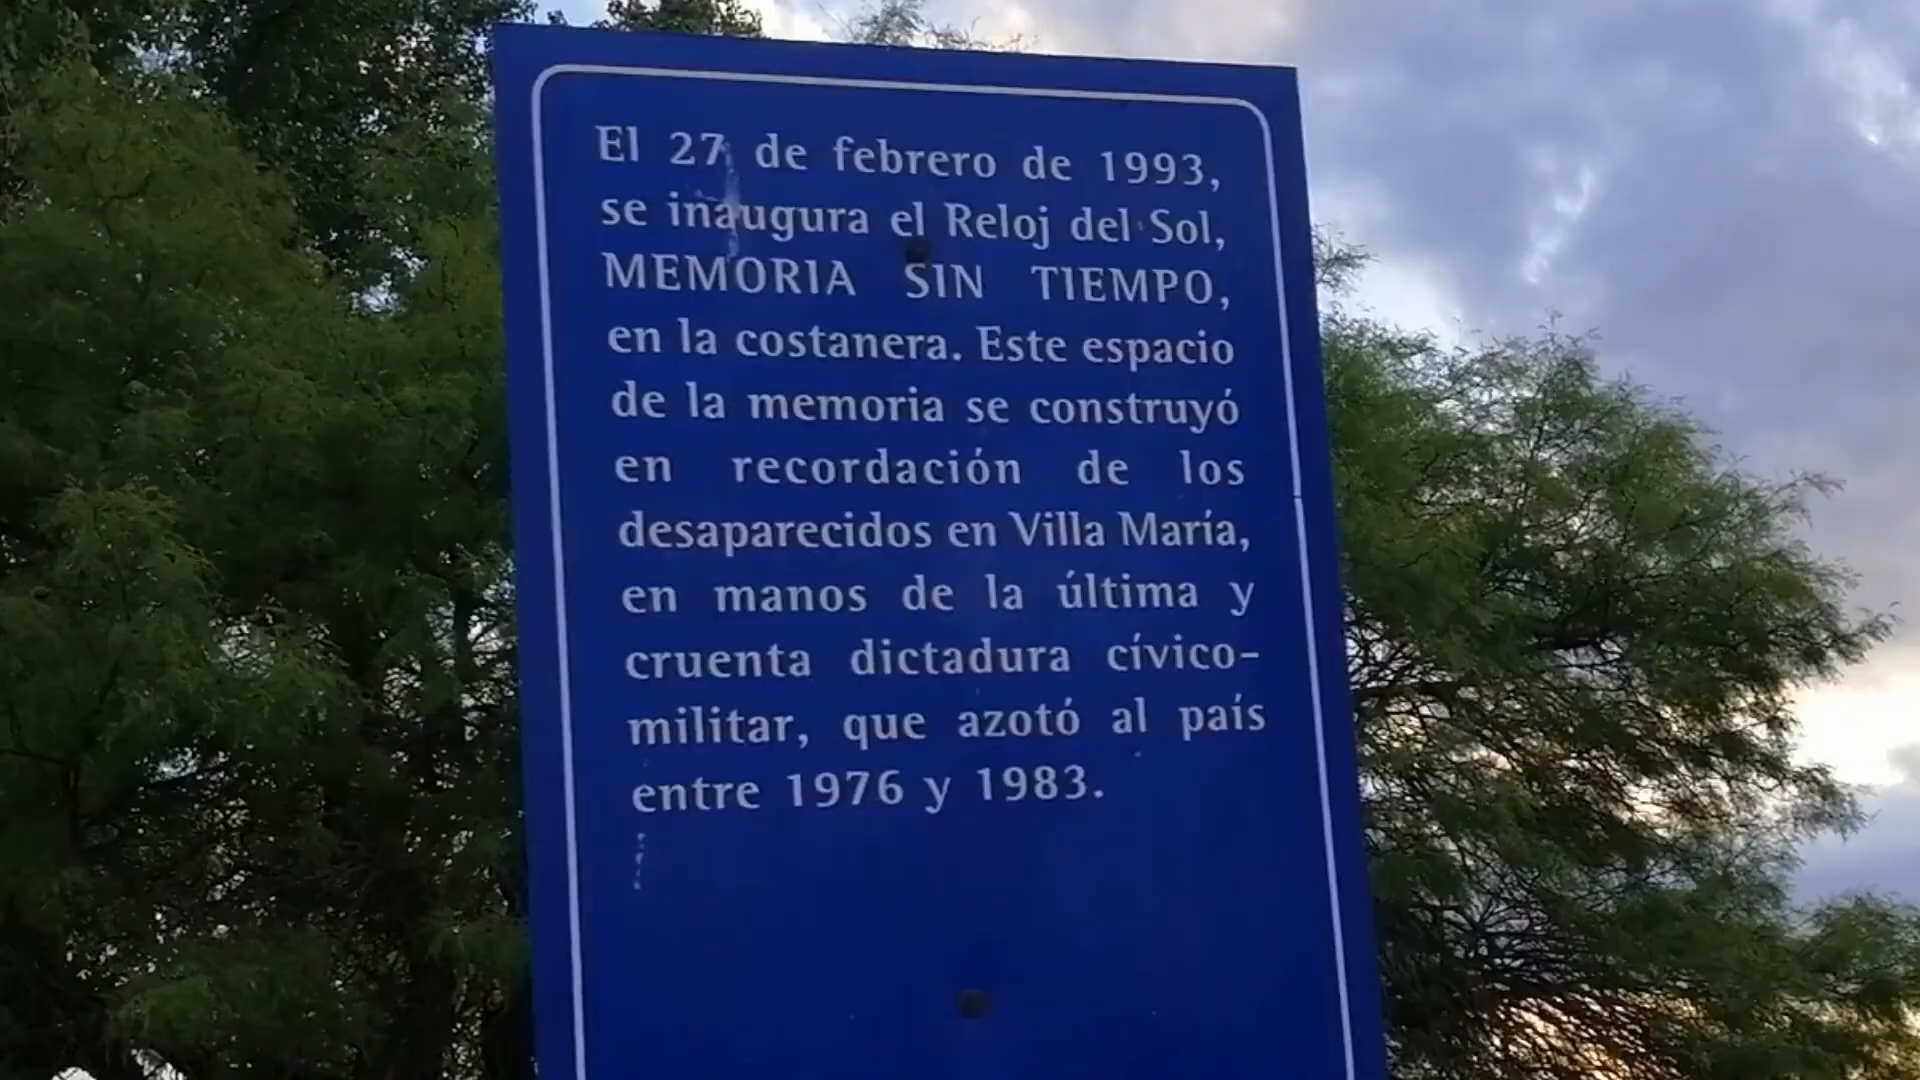 El 27 de febrero de 1993,
se inaugura el Reloj del Sol,
MEMORIA SIN TIEMPO,
en la costanera. Este espacio
de la memoria se construyó
en recordación de los
desaparecidos en Villa María,
en manos de la última y
cruenta dictadura cívico-
militar, que azotó al país
entre 1976 y 1983.